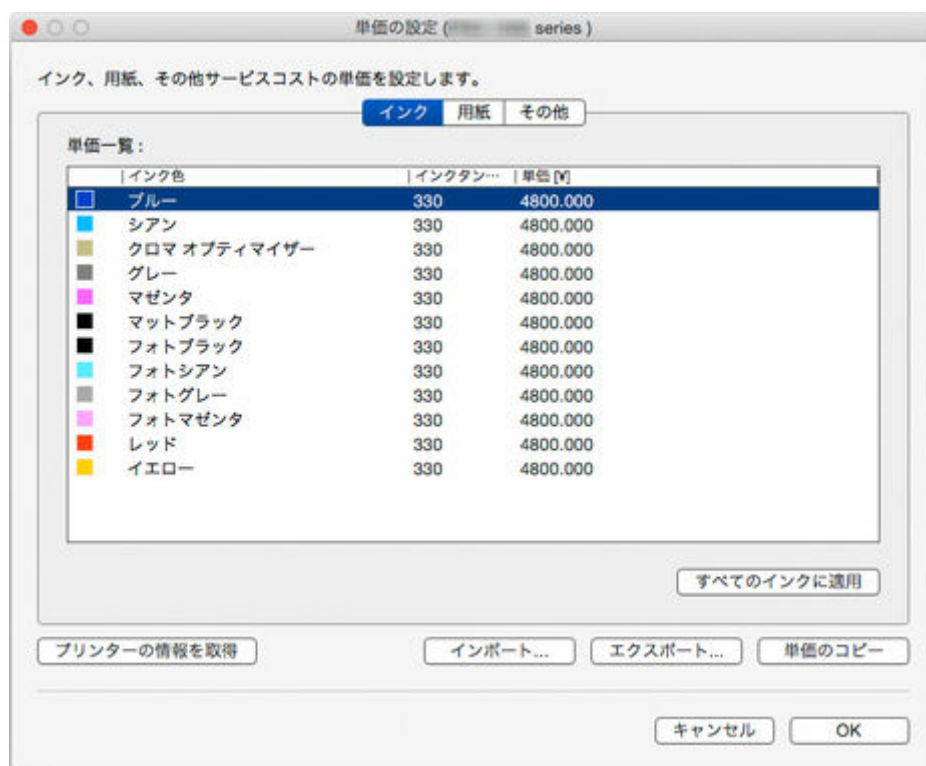 単価の設定 ( series )
インク、用紙、その他サービスコストの単価を設定します。
インク 用紙 その他
単価一覧：
インク色 インクタン… 単価 [¥]
ブルー 330 4800.000
シアン 330 4800.000
クロマ オプティマイザー 330 4800.000
グレー 330 4800.000
マゼンタ 330 4800.000
マットブラック 330 4800.000
フォトブラック 330 4800.000
フォトシアン 330 4800.000
フォトグレー 330 4800.000
フォトマゼンタ 330 4800.000
レッド 330 4800.000
イエロー 330 4800.000
すべてのインクに適用
プリンターの情報を取得 インポート... エクスポート... 単価のコピー
キャンセル OK